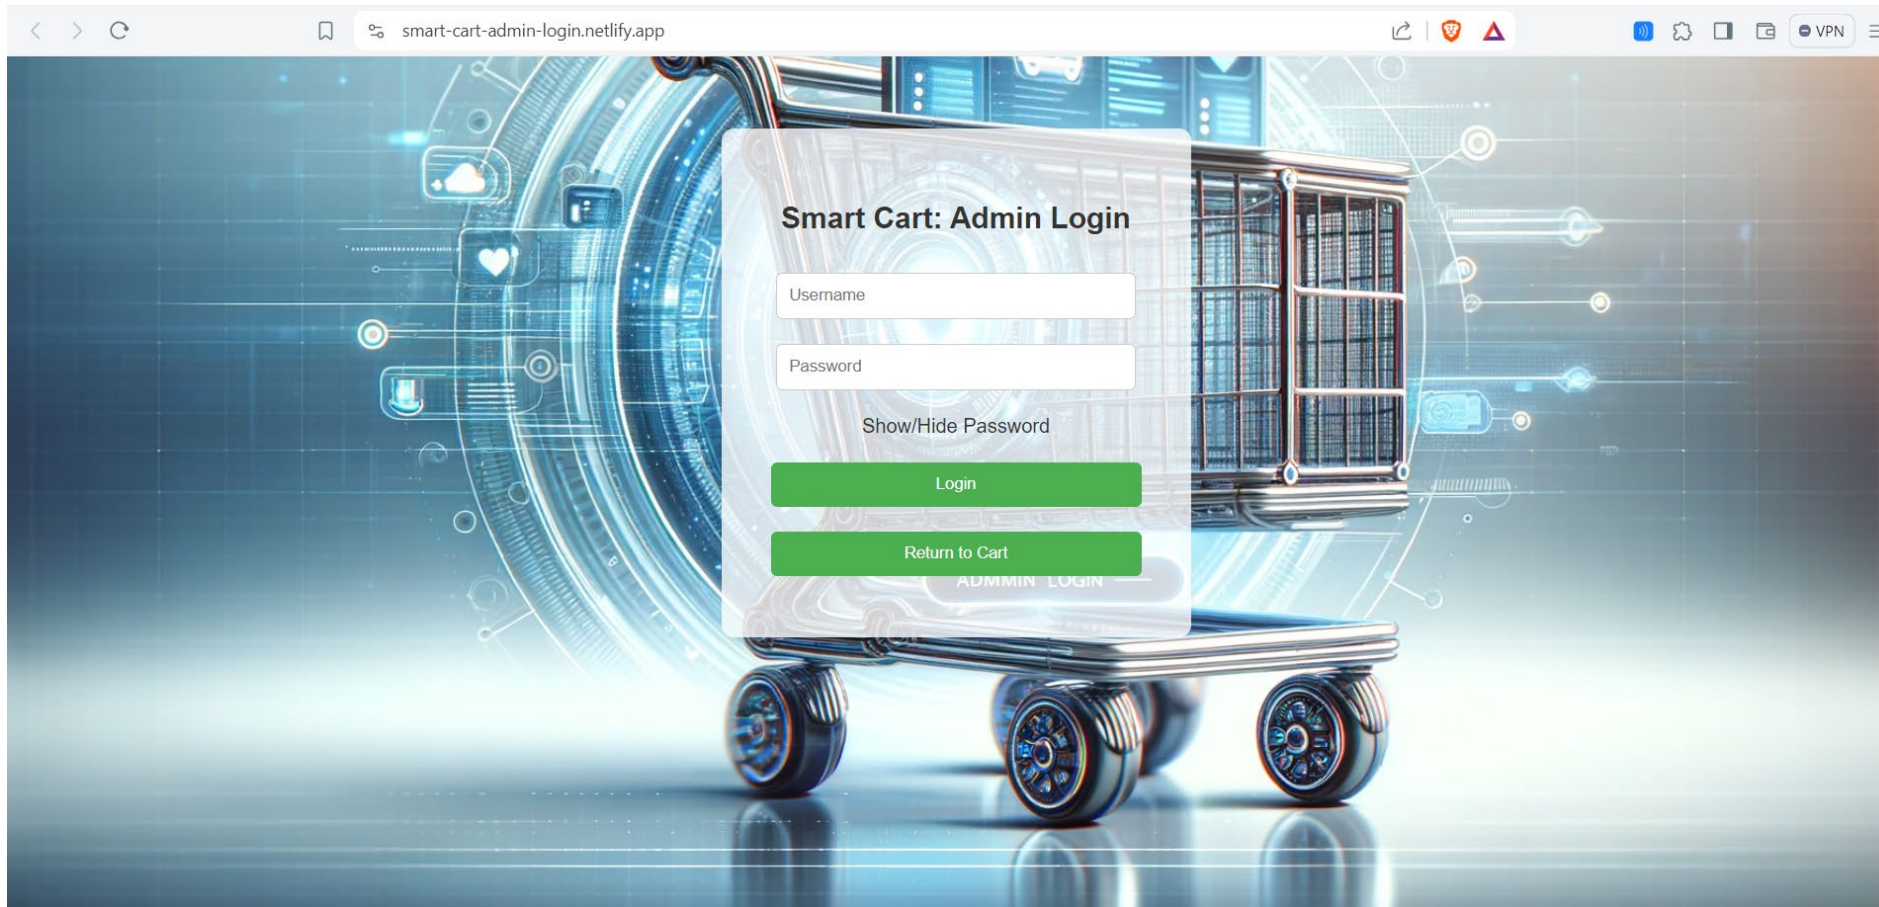 smart-cart-admin-login.netlify.app
VPN
Smart Cart: Admin Login
Username
Password
Show/Hide Password
Login
Return to Cart
ADMMIN LOGIN